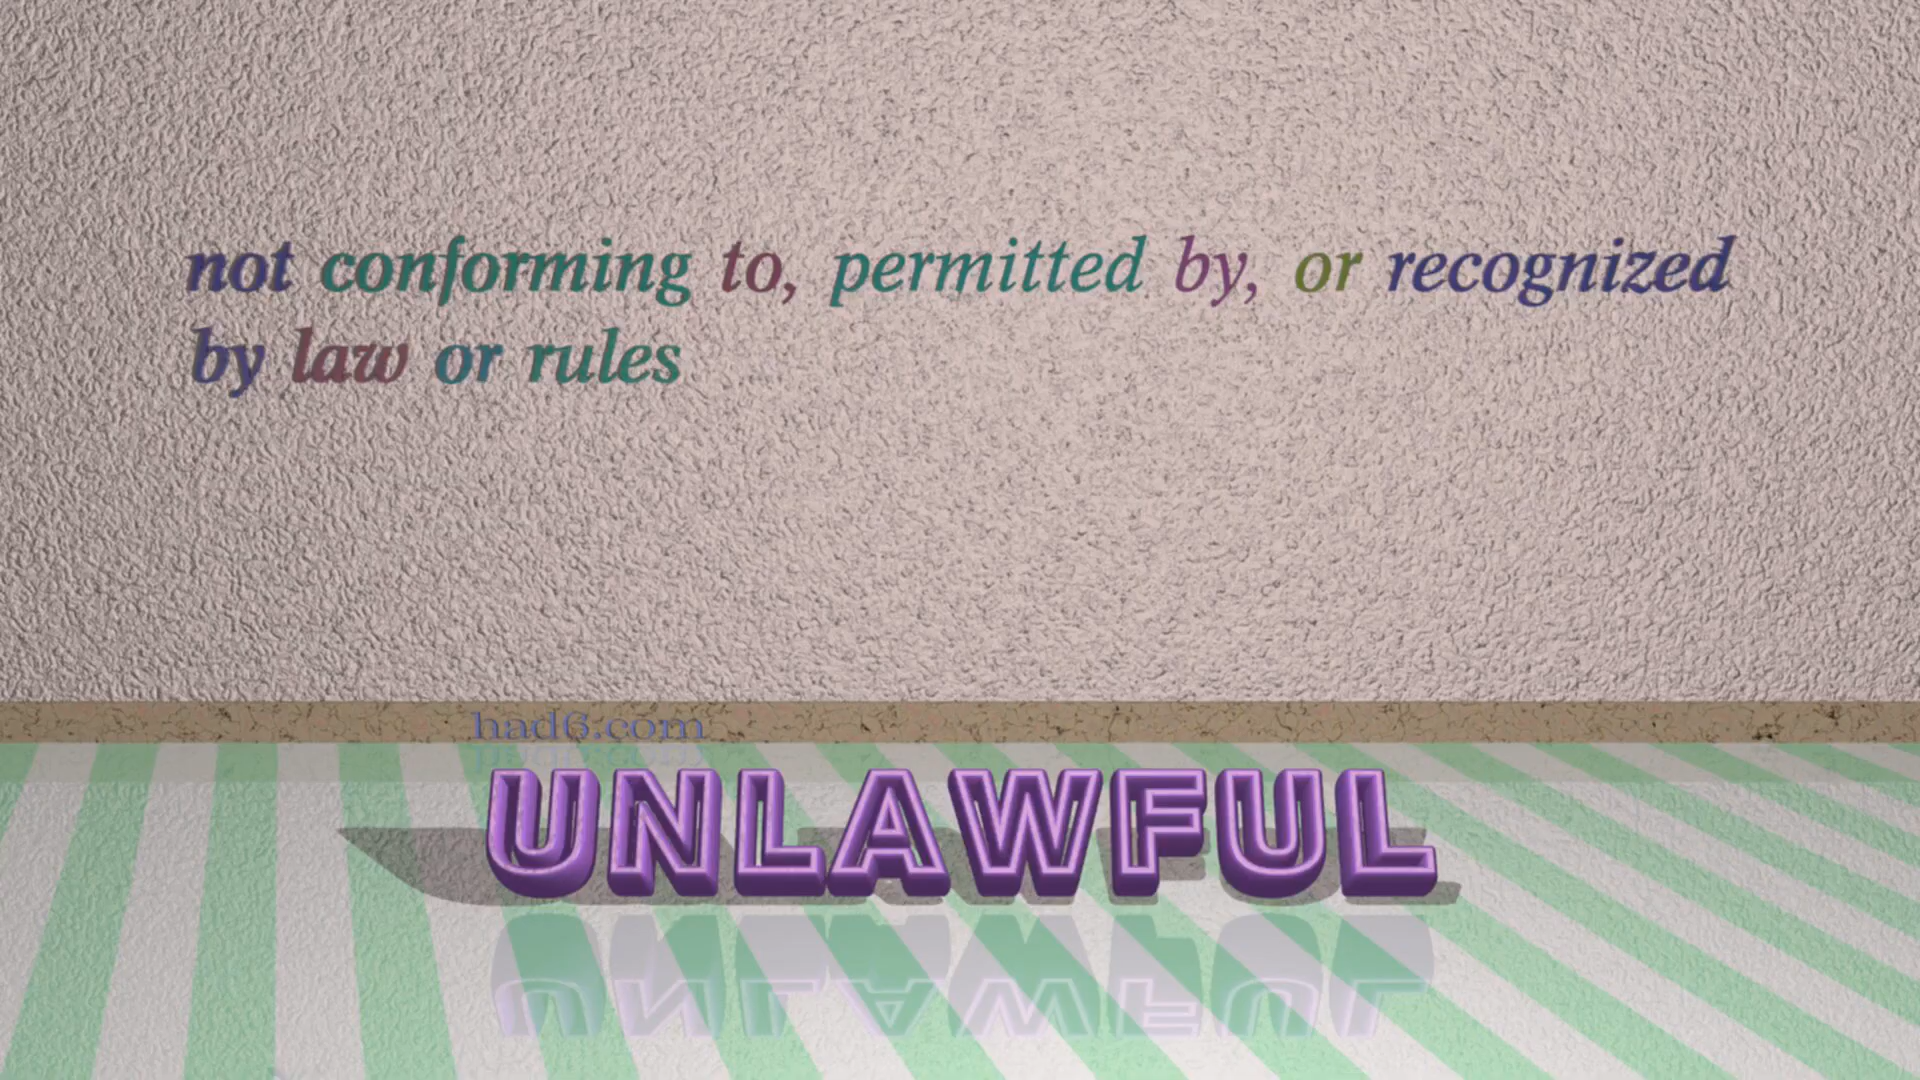 not conforming to, permitted by, or recognized
by law or rules
had6.com
UNLAWFUL